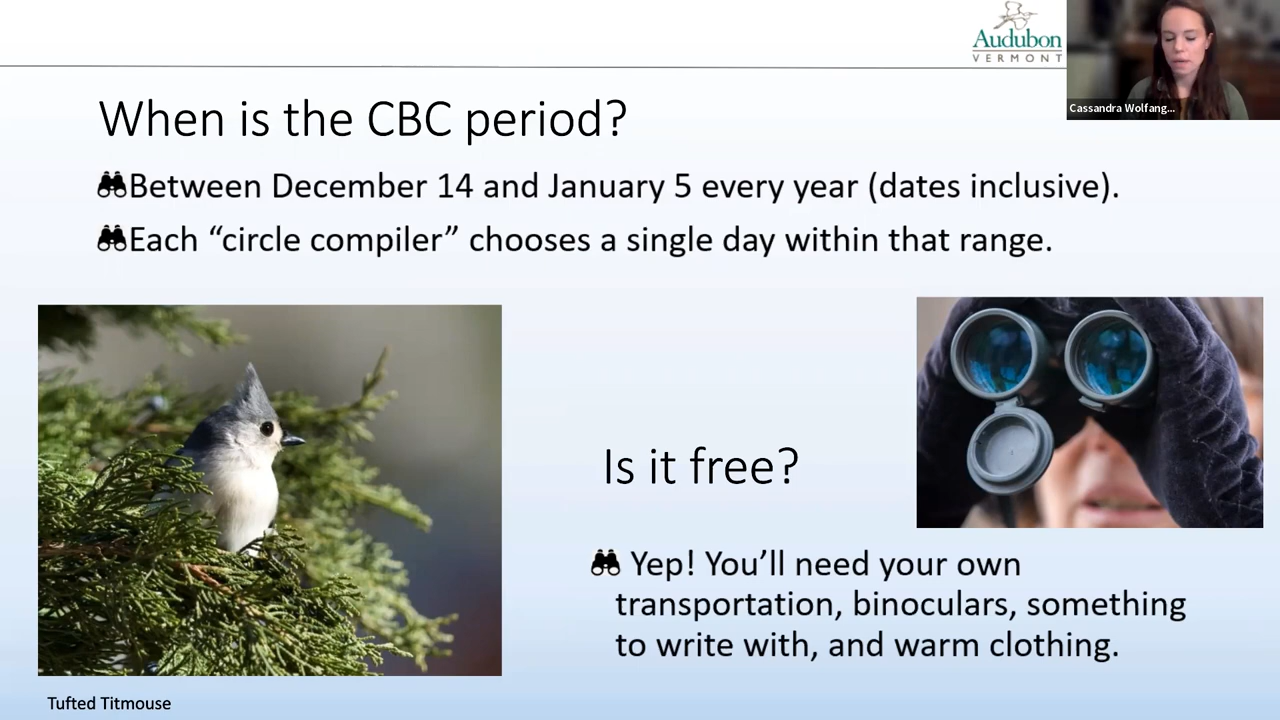 Audubon
VERMONT
Cassandra Wolfang...
When is the CBC period?
Between December 14 and January 5 every year (dates inclusive).
Each “circle compiler” chooses a single day within that range.
Is it free?
Yep! You’ll need your own
transportation, binoculars, something
to write with, and warm clothing.
Tufted Titmouse